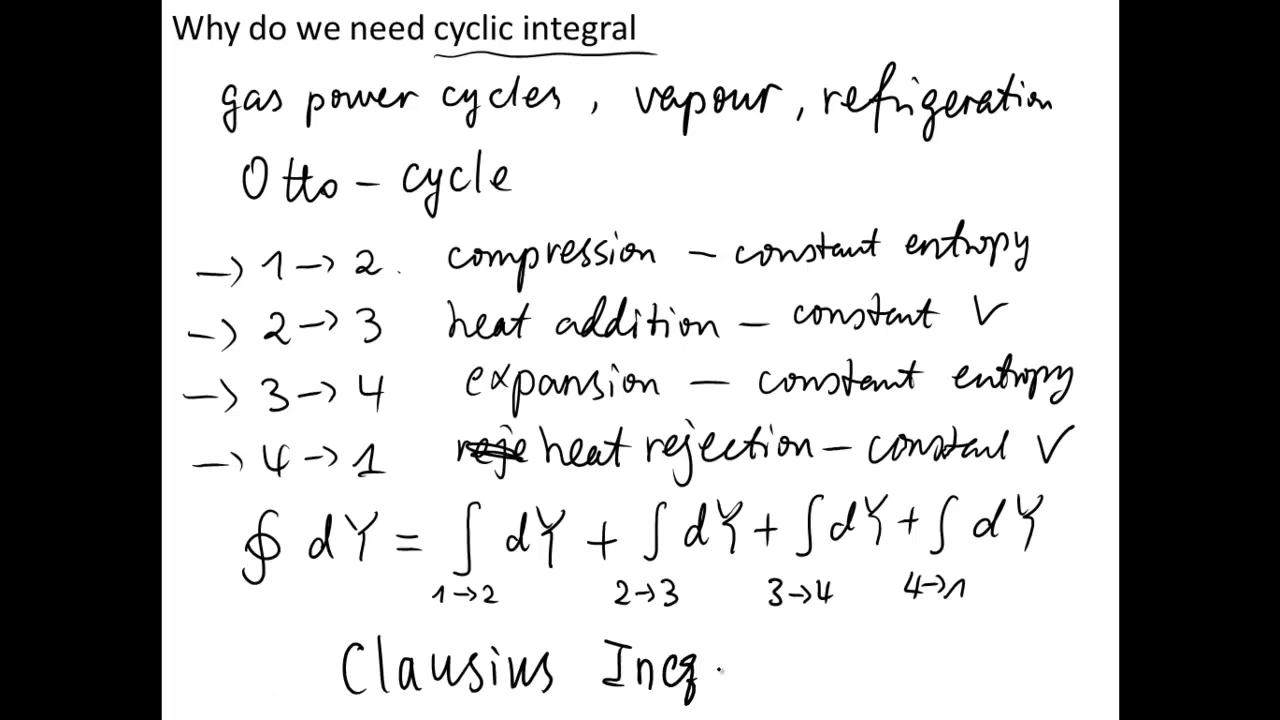 Why do we need cyclic integral
gas power cycles, vapour, refrigeration
Otto - cycle
→ 1 → 2 compression - constant entropy
→ 2 → 3 heat addition - constant V
→ 3 → 4 expansion - constant entropy
→ 4 → 1 heat rejection - constant V
∮ dY = ∫ dY + ∫ dY + ∫ dY + ∫ dY
1→2 2→3 3→4 4→1
Clausius Ineq.